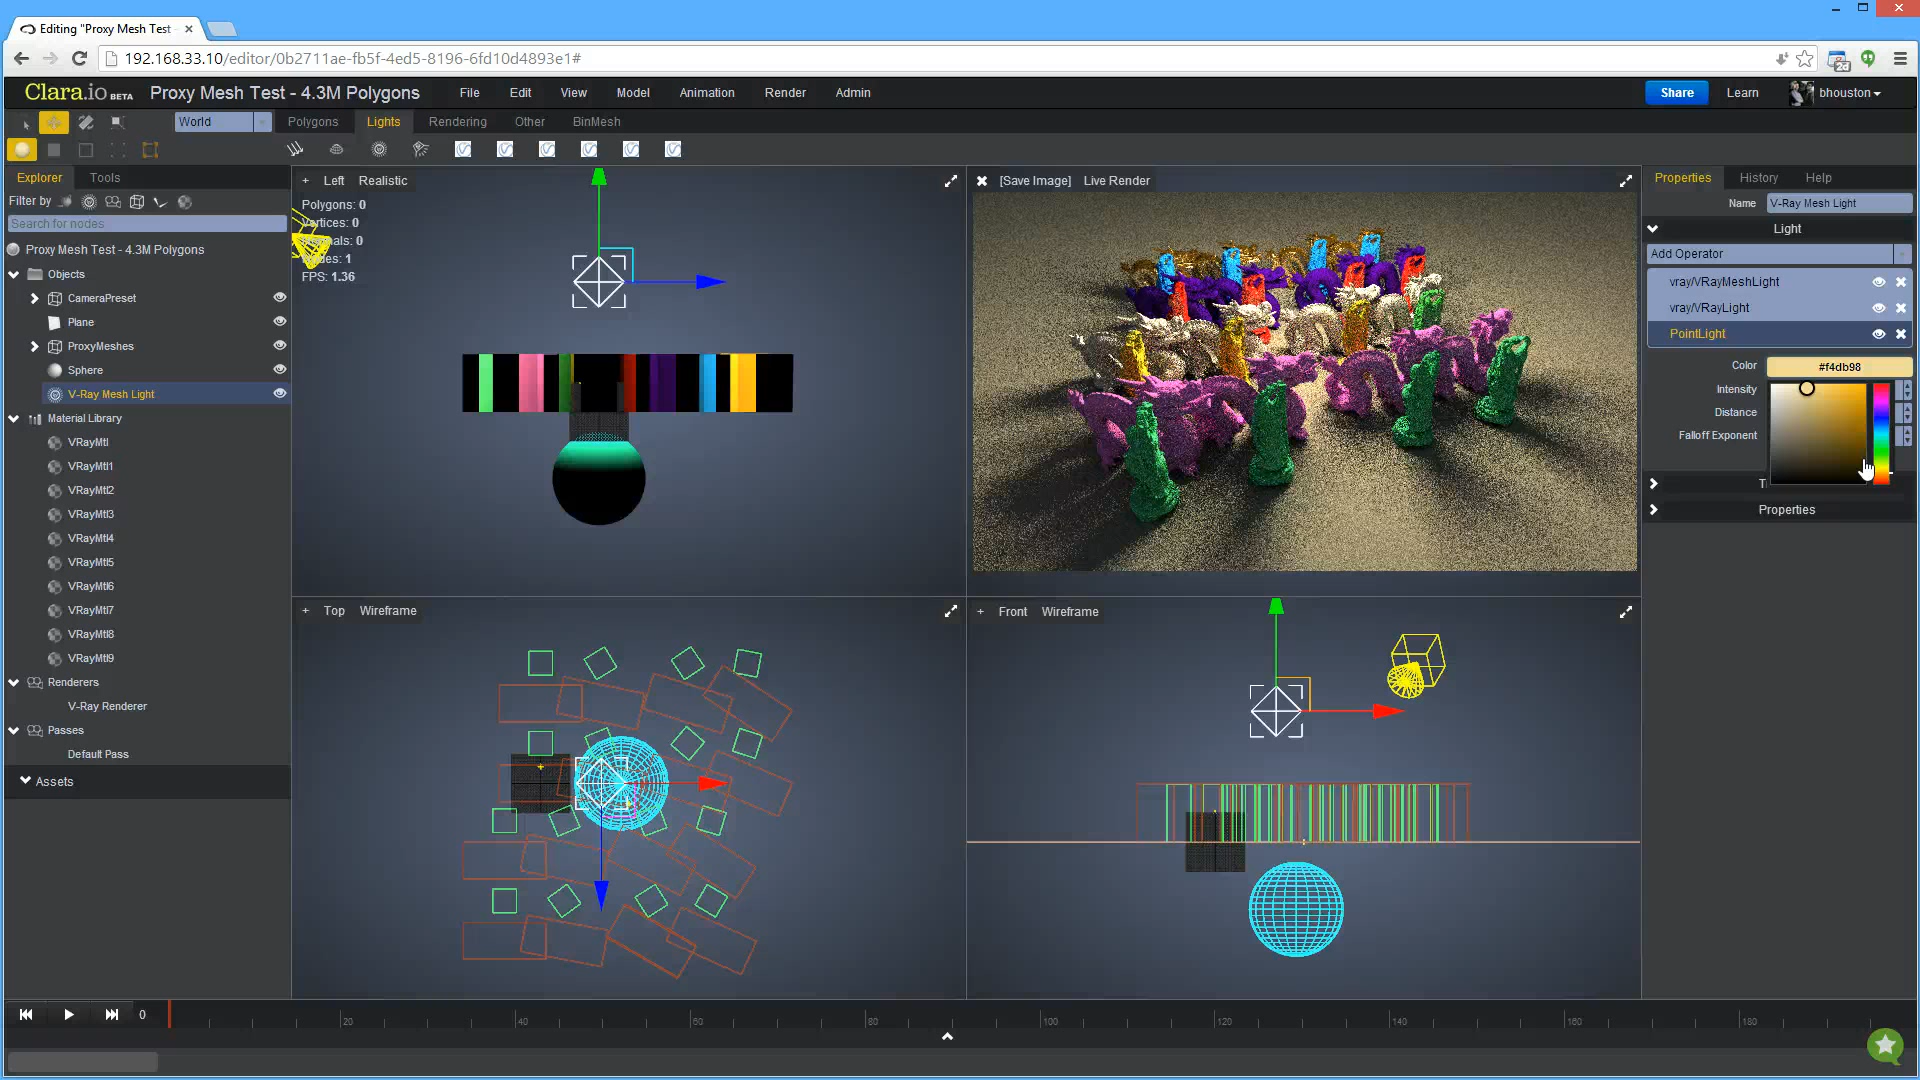 Editing "Proxy Mesh Test -
192.168.33.10/editor/0b2711ae-fb5f-4ed5-8196-6fd10d4893e1#
Clara.io BETA Proxy Mesh Test - 4.3M Polygons File Edit View Model Animation Render Admin Share Learn bhouston
World Polygons Lights Rendering Other BinMesh
Explorer Tools
Filter by
Search for nodes
Proxy Mesh Test - 4.3M Polygons
Objects
CameraPreset
Plane
ProxyMeshes
Sphere
V-Ray Mesh Light
Material Library
VRayMtl
VRayMtl1
VRayMtl2
VRayMtl3
VRayMtl4
VRayMtl5
VRayMtl6
VRayMtl7
VRayMtl8
VRayMtl9
Renderers
V-Ray Renderer
Passes
Default Pass
Assets
+ Left Realistic
Polygons: 0
Vertices: 0
FPS: 1.36
[Save Image] Live Render
+ Top Wireframe
+ Front Wireframe
Properties History Help
Name V-Ray Mesh Light
Light
Add Operator
vray/VRayMeshLight
vray/VRayLight
PointLight
Color #f4db98
Intensity
Distance
Falloff Exponent
Properties
0 20 40 60 80 100 120 140 160 180